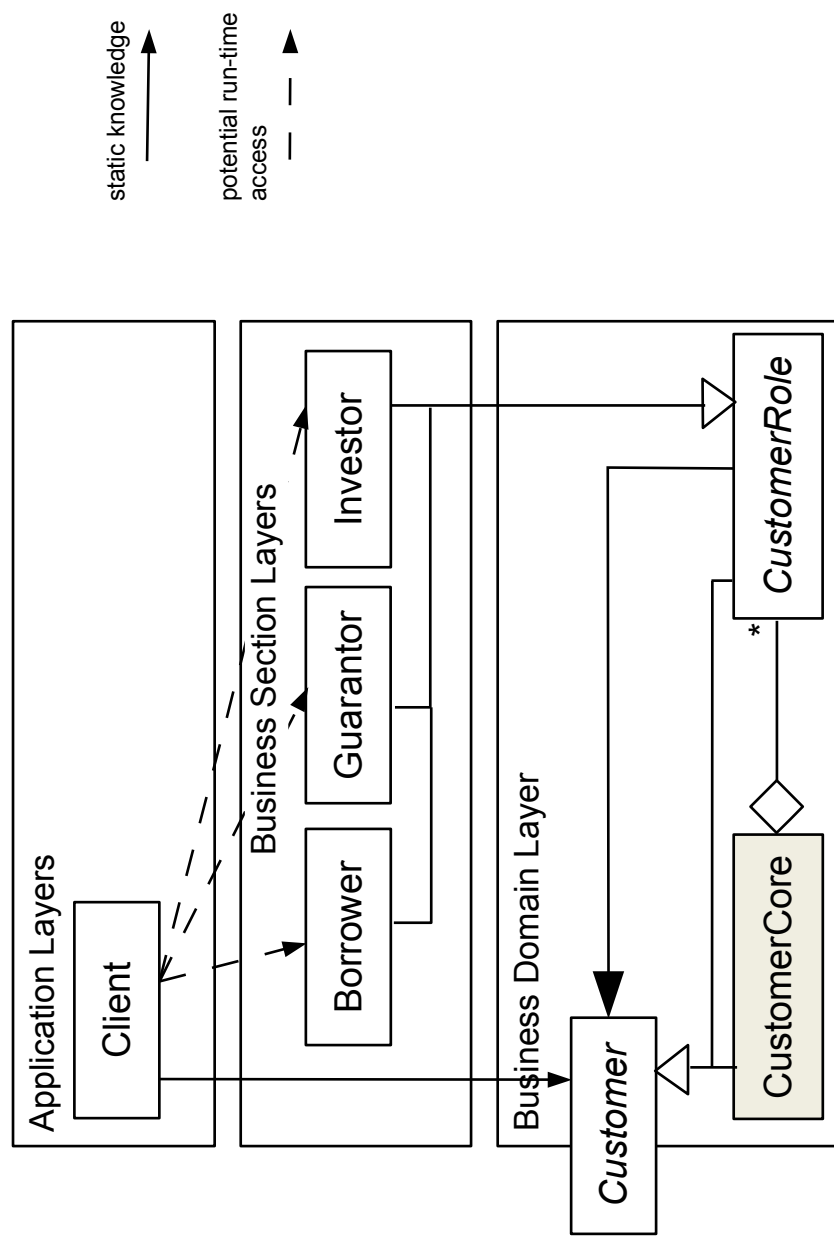 Application Layers
Client
static knowledge
potential run-time
access
Business Section Layers
Borrower
Guarantor
Investor
Business Domain Layer
Customer
CustomerCore
*
CustomerRole